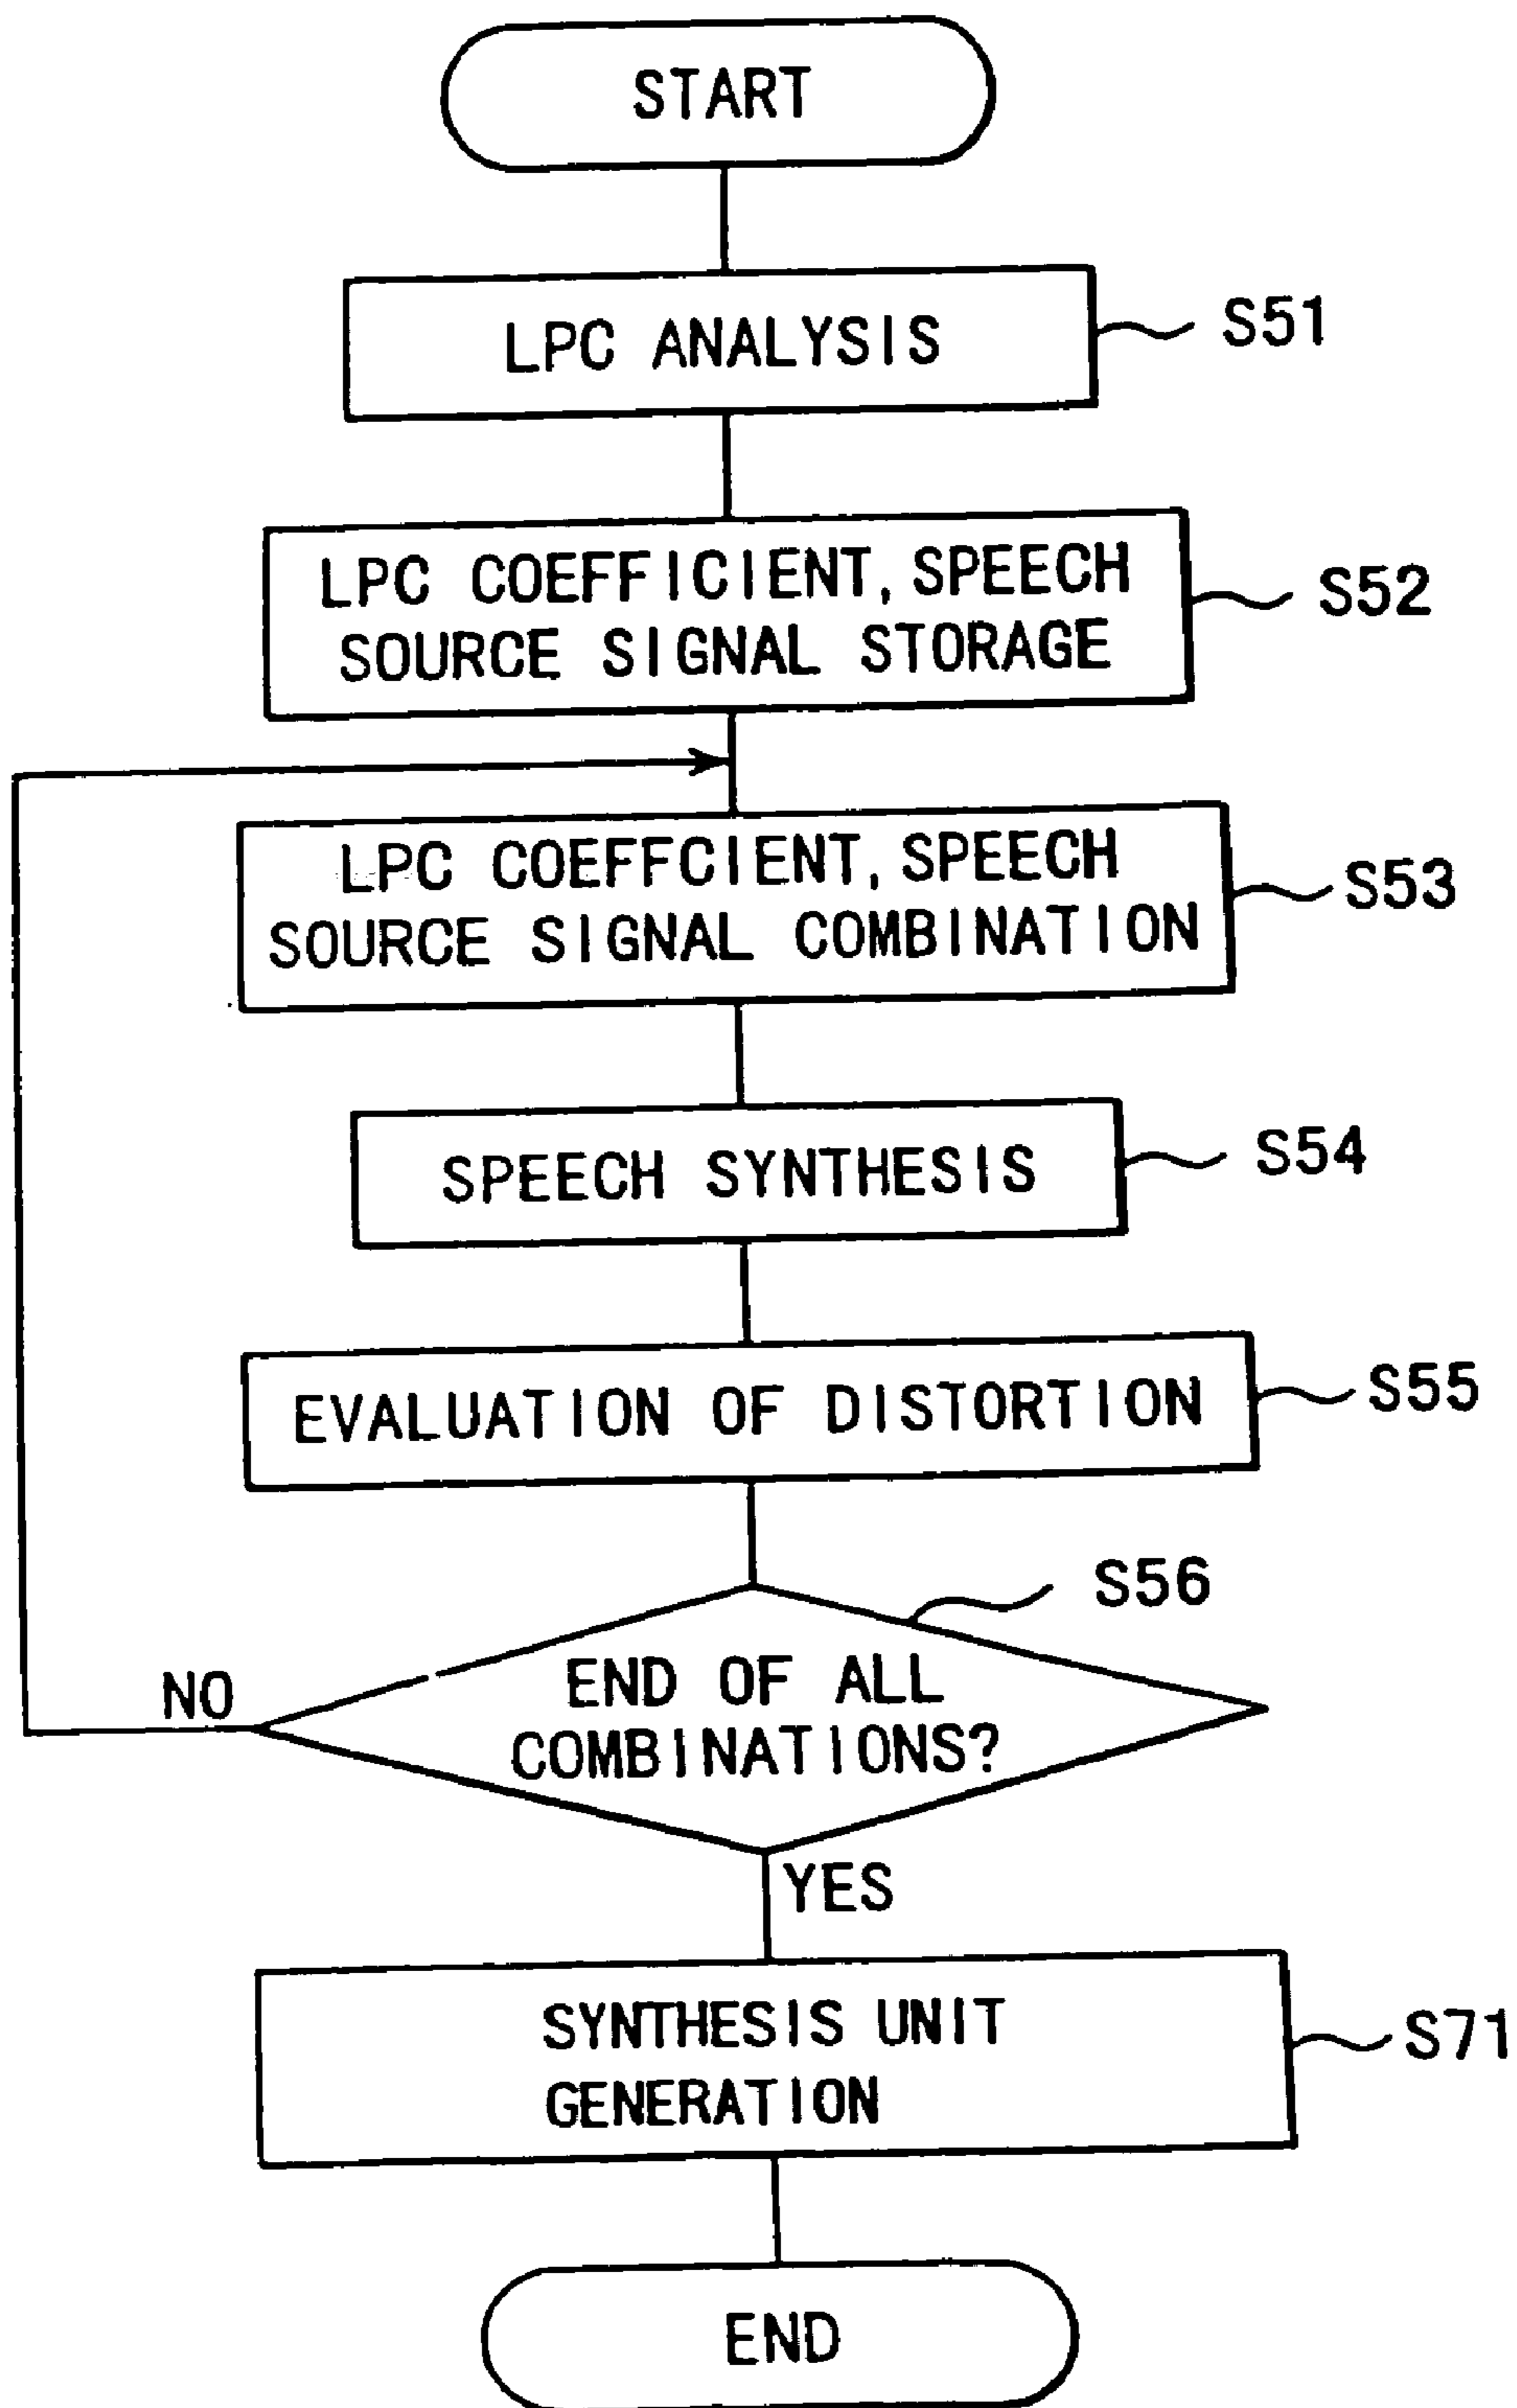 START
LPC ANALYSIS
S51
LPC COEFFICIENT, SPEECH
SOURCE SIGNAL STORAGE
S52
LPC COEFFCIENT, SPEECH
SOURCE SIGNAL COMBINATION
S53
SPEECH SYNTHESIS
S54
EVALUATION OF DISTORTION
S55
S56
END OF ALL
COMBINATIONS?
NO
YES
SYNTHESIS UNIT
GENERATION
S71
END